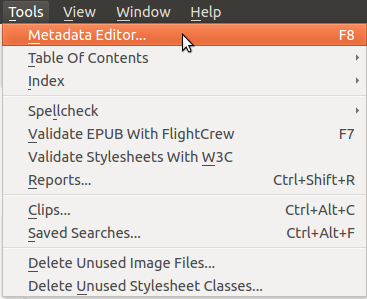 Tools View Window Help
Metadata Editor... F8
Table Of Contents
Index
Spellcheck
Validate EPUB With FlightCrew F7
Validate Stylesheets With W3C
Reports... Ctrl+Shift+R
Clips... Ctrl+Alt+C
Saved Searches... Ctrl+Alt+F
Delete Unused Image Files...
Delete Unused Stylesheet Classes...